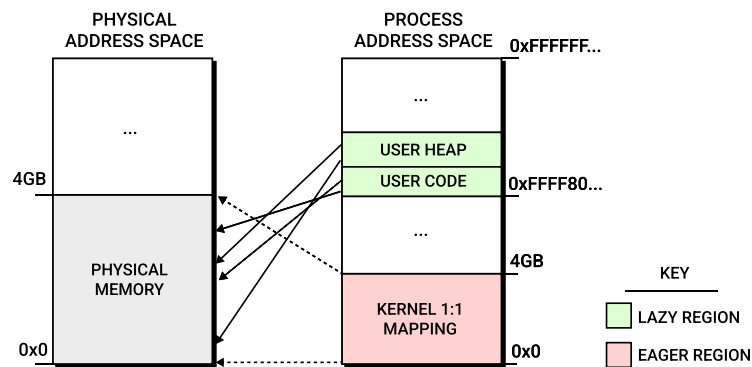 PHYSICAL
ADDRESS SPACE
PROCESS
ADDRESS SPACE
0xFFFFFF...
...
...
USER HEAP
4GB
USER CODE
0xFFFF80...
...
4GB
PHYSICAL
MEMORY
KERNEL 1:1
MAPPING
0x0
0x0
KEY
LAZY REGION
EAGER REGION